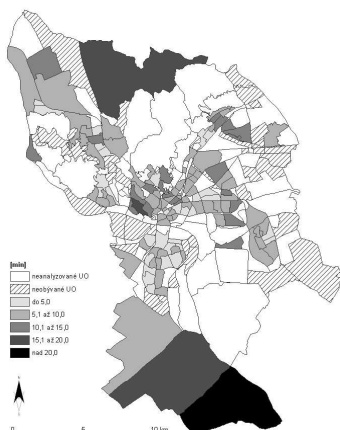 [min]
neanalyzované UO
neobývané UO
do 5,0
5,1 až 10,0
10,1 až 15,0
15,1 až 20,0
nad 20,0
0 5 10 km